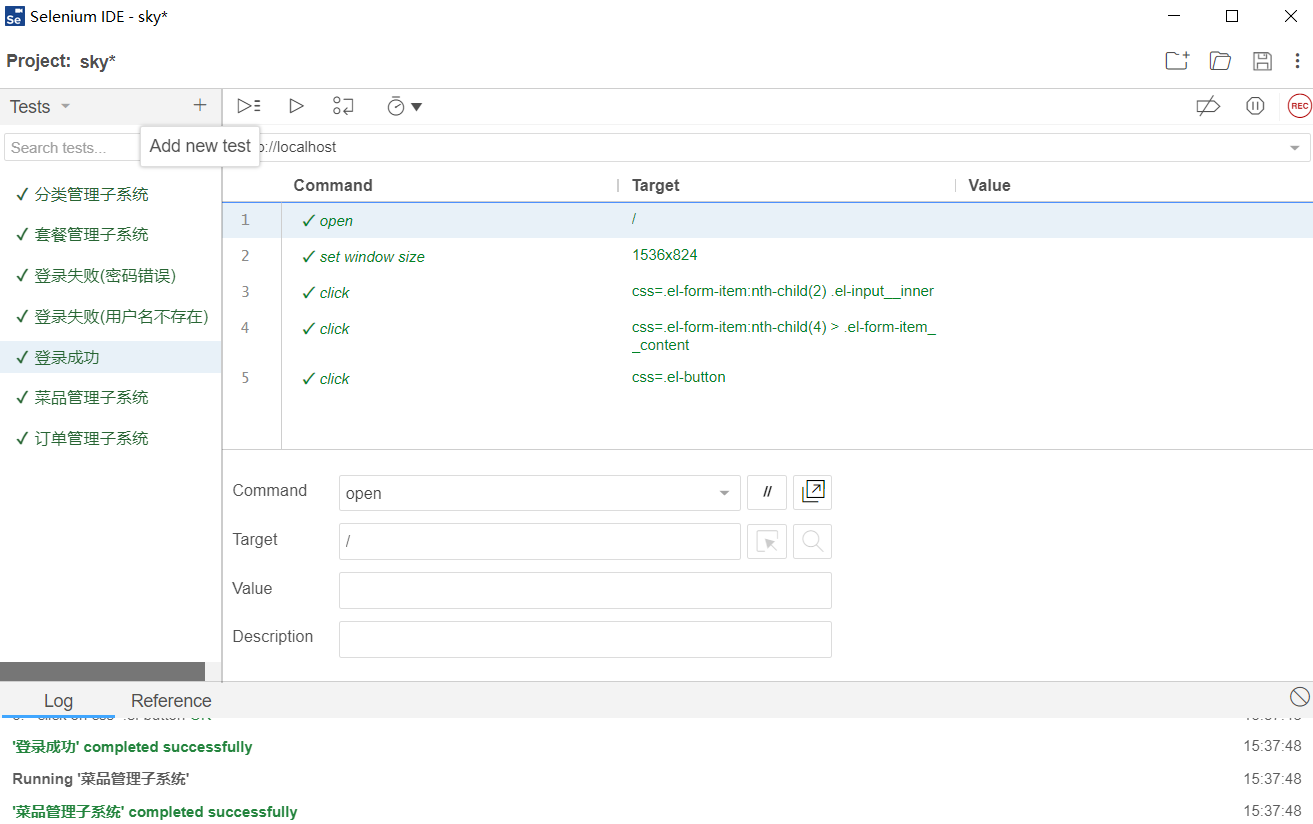 Selenium IDE - sky*
Project: sky*
Tests
Add new test
Search tests...
p://localhost
Command Target Value
分类管理子系统
套餐管理子系统
登录失败(密码错误)
登录失败(用户名不存在)
登录成功
菜品管理子系统
订单管理子系统
1 open /
2 set window size 1536x824
3 click css=.el-form-item:nth-child(2) .el-input__inner
4 click css=.el-form-item:nth-child(4) > .el-form-item_
_content
5 click css=.el-button
Command open //
Target /
Value
Description
Log Reference
REC
'登录成功' completed successfully 15:37:48
Running '菜品管理子系统' 15:37:48
'菜品管理子系统' completed successfully 15:37:48